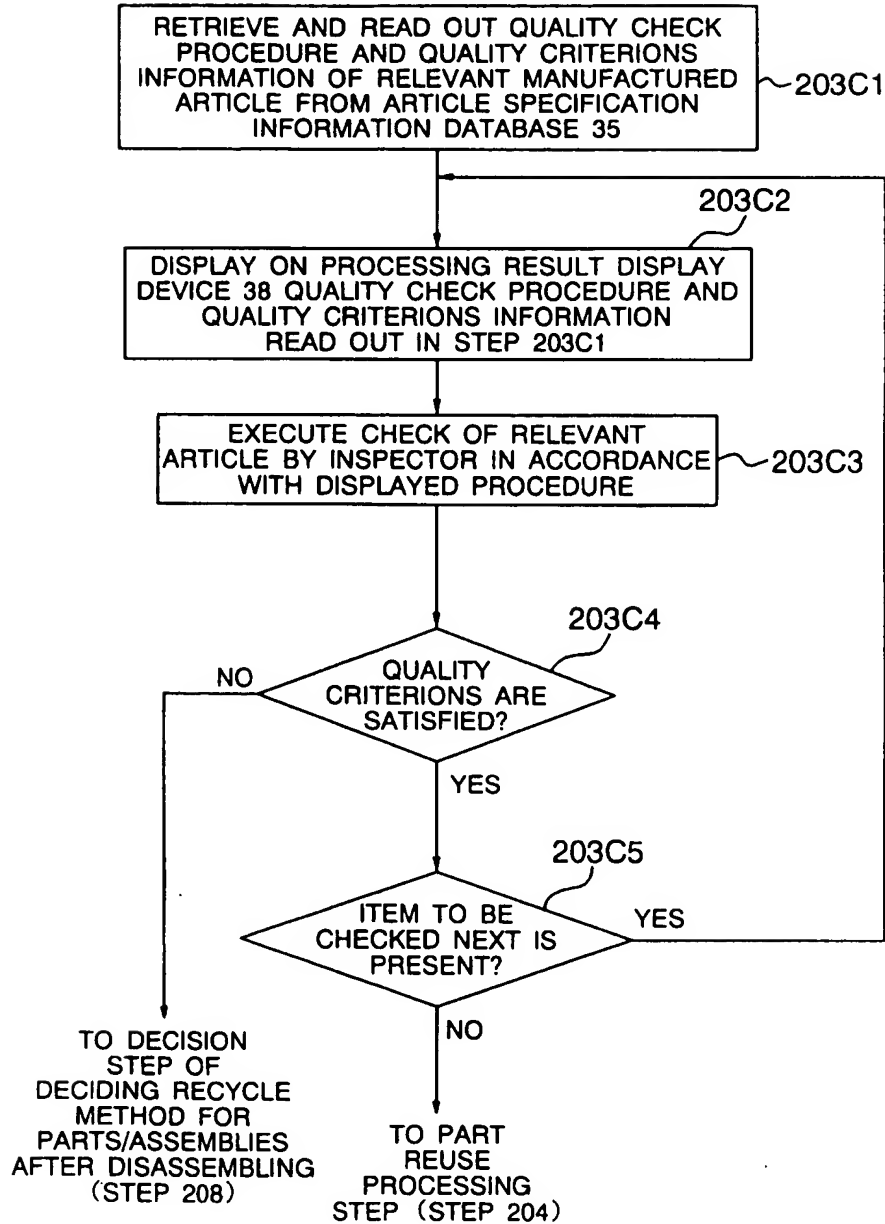 RETRIEVE AND READ OUT QUALITY CHECK
PROCEDURE AND QUALITY CRITERIONS
INFORMATION OF RELEVANT MANUFACTURED
ARTICLE FROM ARTICLE SPECIFICATION
INFORMATION DATABASE 35
203C1
203C2
DISPLAY ON PROCESSING RESULT DISPLAY
DEVICE 38 QUALITY CHECK PROCEDURE AND
QUALITY CRITERIONS INFORMATION
READ OUT IN STEP 203C1
EXECUTE CHECK OF RELEVANT
ARTICLE BY INSPECTOR IN ACCORDANCE
WITH DISPLAYED PROCEDURE
203C3
203C4
NO
QUALITY
CRITERIONS ARE
SATISFIED?
YES
203C5
ITEM TO BE
CHECKED NEXT IS
PRESENT?
YES
NO
TO DECISION
STEP OF
DECIDING RECYCLE
METHOD FOR
PARTS/ASSEMBLIES
AFTER DISASSEMBLING
(STEP 208)
TO PART
REUSE
PROCESSING
STEP (STEP 204)